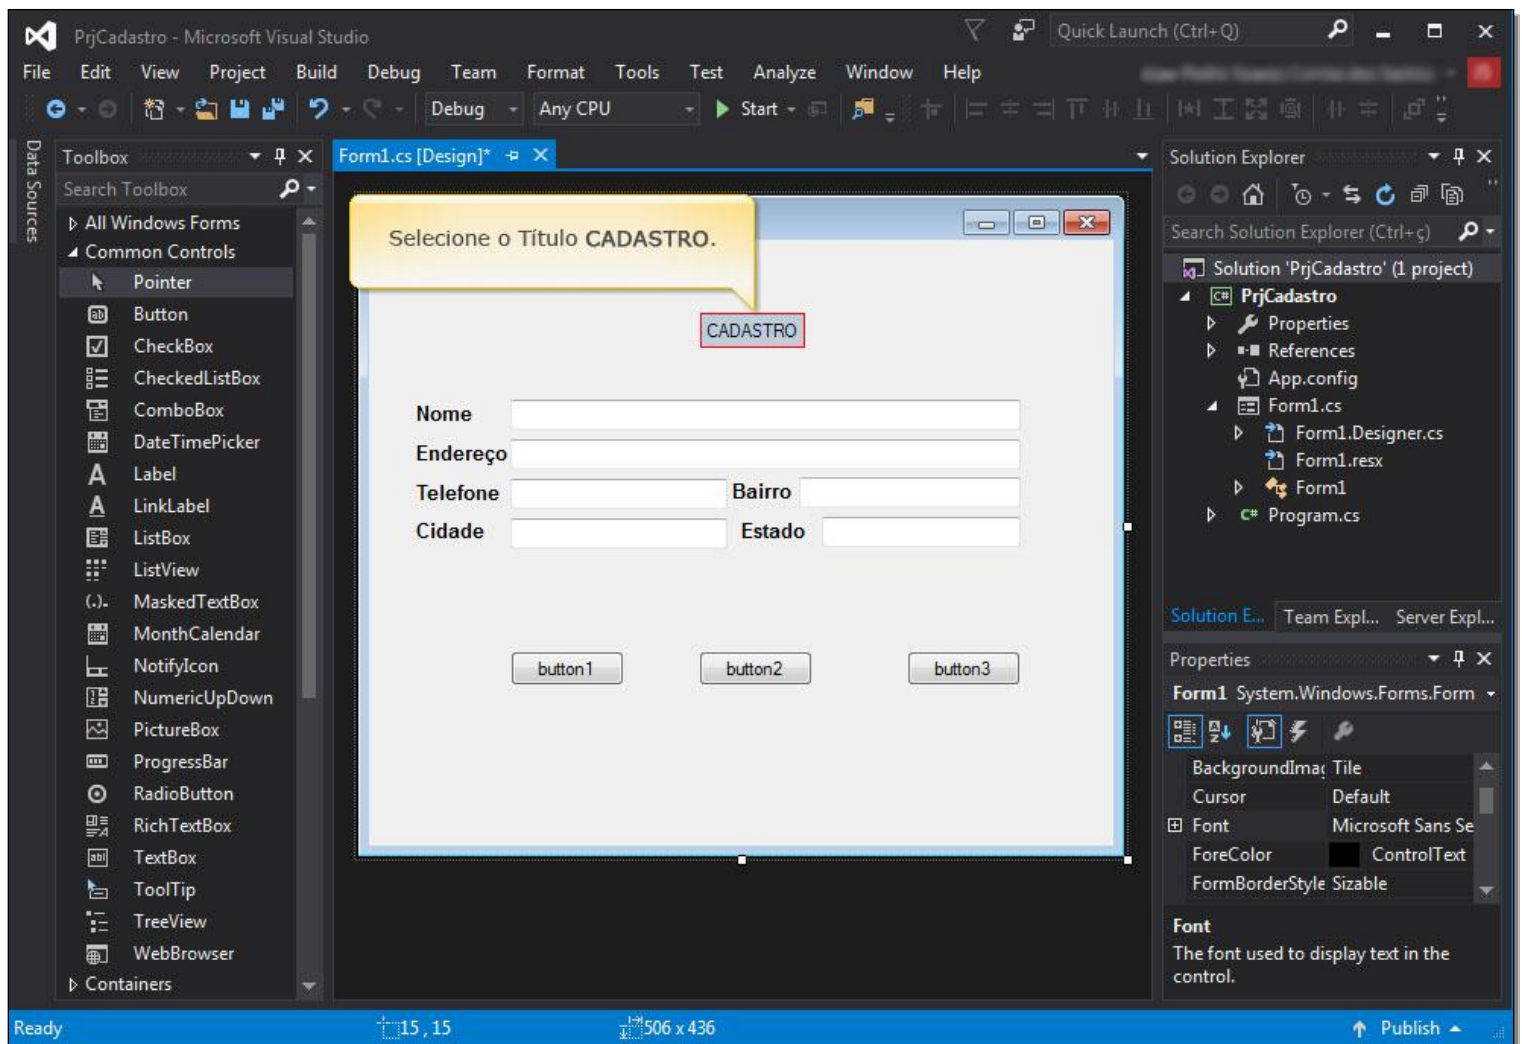 PrjCadastro - Microsoft Visual Studio
Quick Launch (Ctrl+Q)
File Edit View Project Build Debug Team Format Tools Test Analyze Window Help
Debug Any CPU Start
Data Sources
Toolbox
Search Toolbox
All Windows Forms
Common Controls
Pointer
Button
CheckBox
CheckedListBox
ComboBox
DateTimePicker
Label
LinkLabel
ListBox
ListView
MaskedTextBox
MonthCalendar
NotifyIcon
NumericUpDown
PictureBox
ProgressBar
RadioButton
RichTextBox
TextBox
ToolTip
TreeView
WebBrowser
Containers
Form1.cs [Design]*
Selecione o Título CADASTRO.
CADASTRO
Nome
Endereço
Telefone Bairro
Cidade Estado
button1 button2 button3
Solution Explorer
Search Solution Explorer (Ctrl+ç)
Solution 'PrjCadastro' (1 project)
PrjCadastro
Properties
References
App.config
Form1.cs
Form1.Designer.cs
Form1.resx
Form1
Program.cs
Solution E... Team Expl... Server Expl...
Properties
Form1 System.Windows.Forms.Form
BackgroundImag Tile
Cursor Default
Font Microsoft Sans Se
ForeColor ControlText
FormBorderStyle Sizable
Font
The font used to display text in the
control.
Ready 15 , 15 506 x 436 Publish